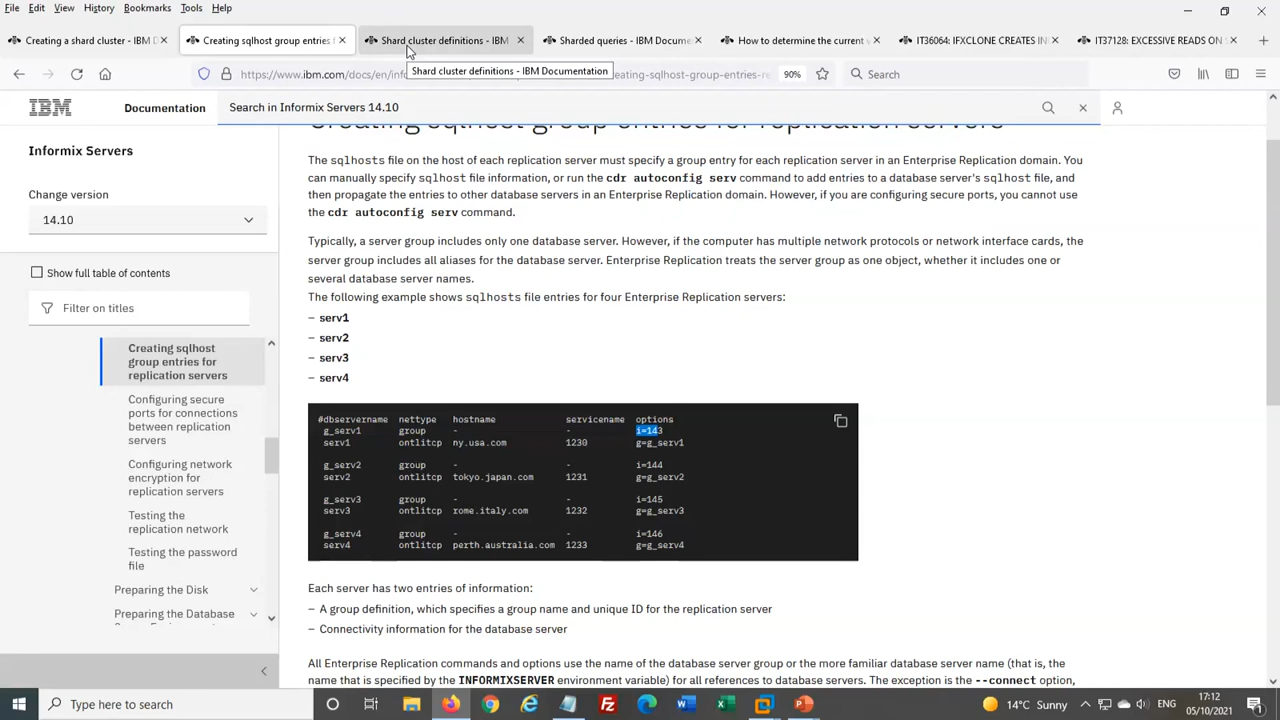 File Edit View History Bookmarks Tools Help
Creating a shard cluster - IBM D
Creating sqlhost group entries f
Shard cluster definitions - IBM
Sharded queries - IBM Docume
How to determine the current
IT36064: IFXCLONE CREATES IN
IT37128: EXCESSIVE READS ON S
Shard cluster definitions - IBM Documentation
https://www.ibm.com/docs/en/inf
eating-sqlhost-group-entries-re
90%
Search
IBM
Documentation
Search in Informix Servers 14.10
Informix Servers
Change version
14.10
Show full table of contents
Filter on titles
Creating sqlhost
group entries for
replication servers
Configuring secure
ports for connections
between replication
servers
Configuring network
encryption for
replication servers
Testing the
replication network
Testing the password
file
Preparing the Disk
Preparing the Database
Server Environment
Creating sqlhost group entries for replication servers
The sqlhosts file on the host of each replication server must specify a group entry for each replication server in an Enterprise Replication domain. You
can manually specify sqlhost file information, or run the cdr autoconfig serv command to add entries to a database server's sqlhost file, and
then propagate the entries to other database servers in an Enterprise Replication domain. However, if you are configuring secure ports, you cannot use
the cdr autoconfig serv command.
Typically, a server group includes only one database server. However, if the computer has multiple network protocols or network interface cards, the
server group includes all aliases for the database server. Enterprise Replication treats the server group as one object, whether it includes one or
several database server names.
The following example shows sqlhosts file entries for four Enterprise Replication servers:
– serv1
– serv2
– serv3
– serv4
#dbservername nettype hostname servicename options
g_serv1 group - - i=143
serv1 ontlitcp ny.usa.com 1230 g=g_serv1
g_serv2 group - - i=144
serv2 ontlitcp tokyo.japan.com 1231 g=g_serv2
g_serv3 group - - i=145
serv3 ontlitcp rome.italy.com 1232 g=g_serv3
g_serv4 group - - i=146
serv4 ontlitcp perth.australia.com 1233 g=g_serv4
Each server has two entries of information:
– A group definition, which specifies a group name and unique ID for the replication server
– Connectivity information for the database server
All Enterprise Replication commands and options use the name of the database server group or the more familiar database server name (that is, the
name that is specified by the INFORMIXSERVER environment variable) for all references to database servers. The exception is the --connect option,
Type here to search
14°C Sunny
ENG
17:12
05/10/2021